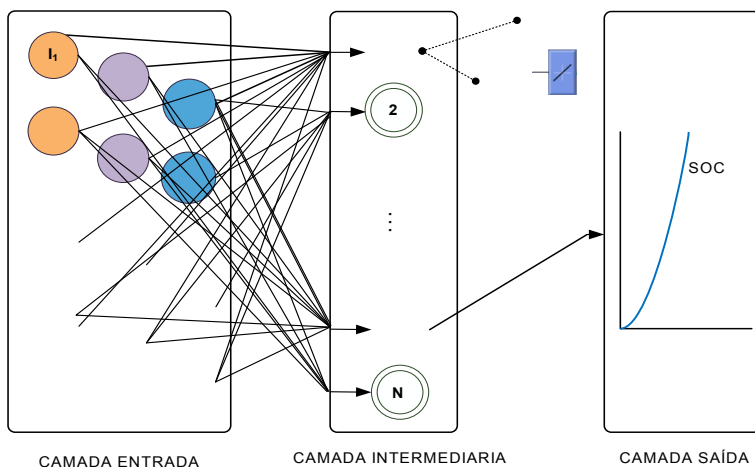 I₁
2
⋮
N
SOC
CAMADA ENTRADA
CAMADA INTERMEDIARIA
CAMADA SAÍDA